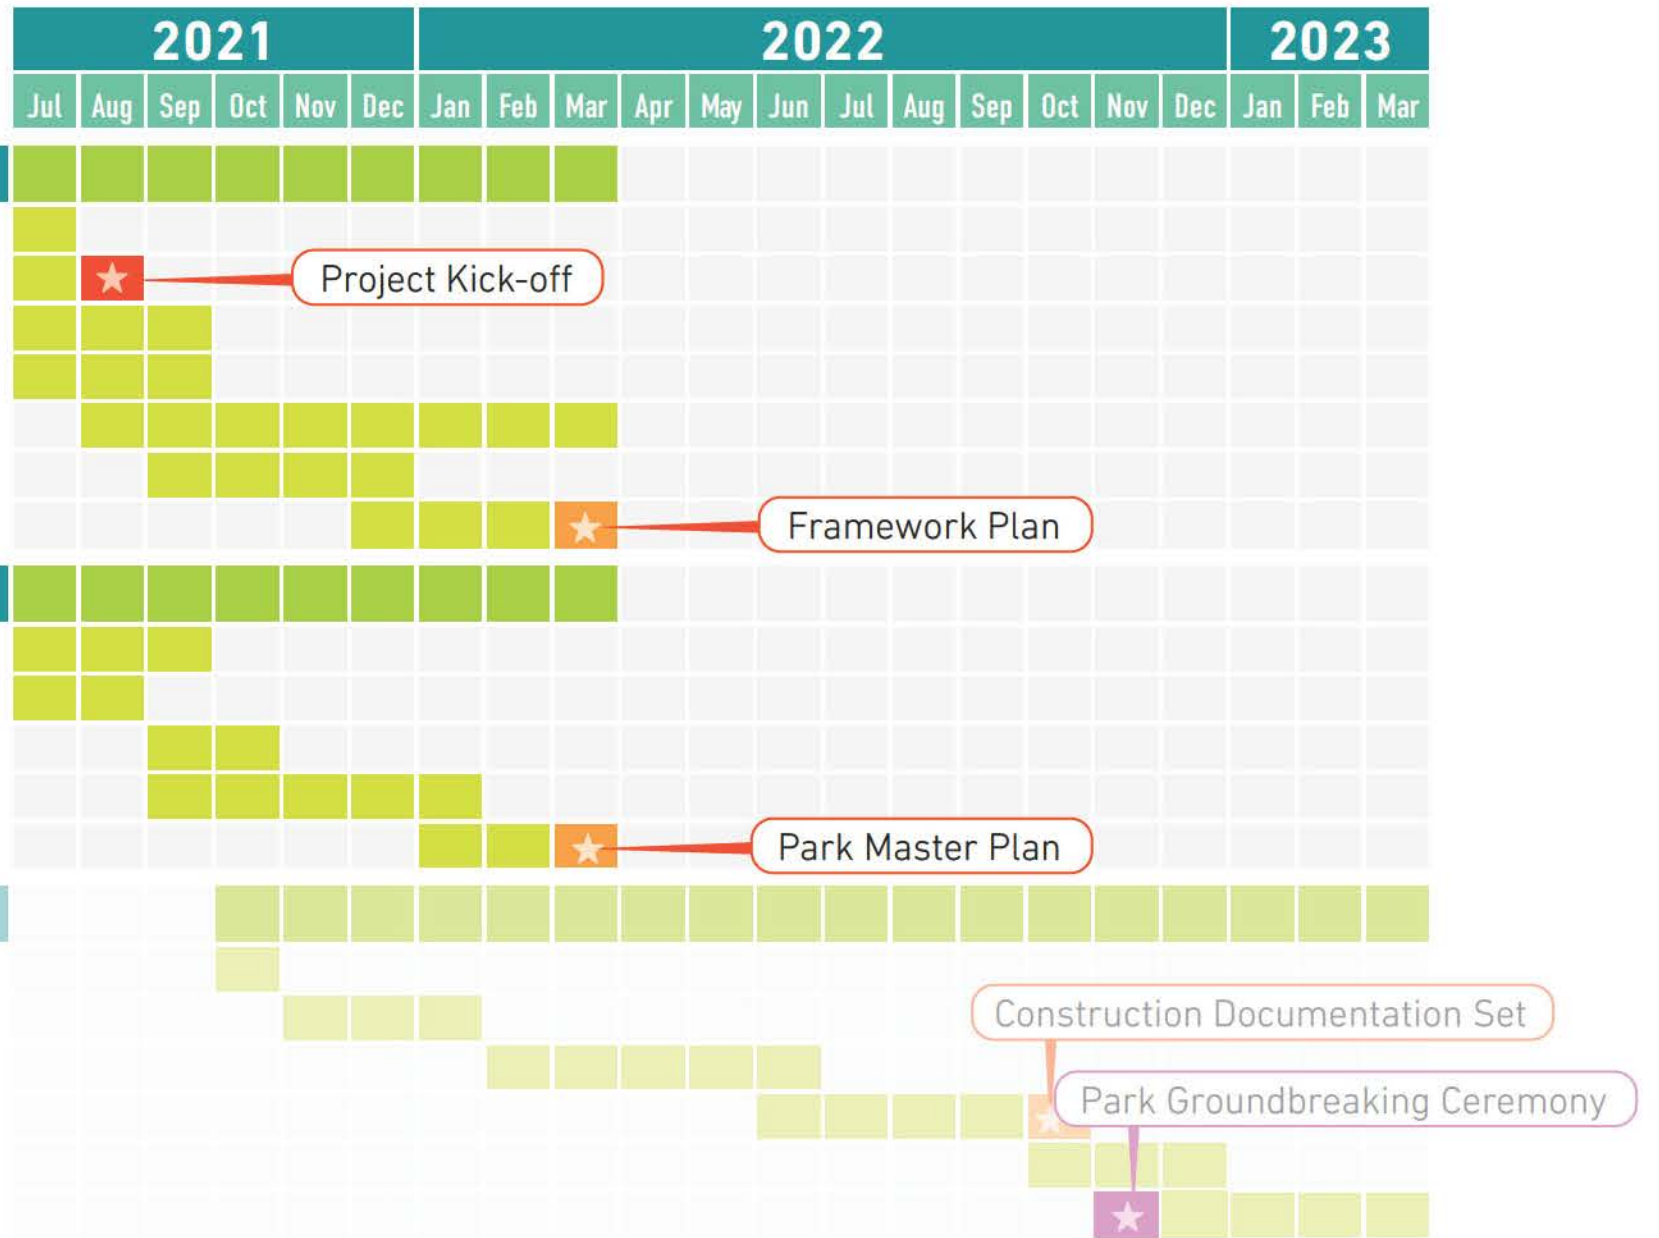 2021 2022 2023
Jul Aug Sep Oct Nov Dec Jan Feb Mar Apr May Jun Jul Aug Sep Oct Nov Dec Jan Feb Mar
Project Kick-off
Framework Plan
Park Master Plan
Construction Documentation Set
Park Groundbreaking Ceremony